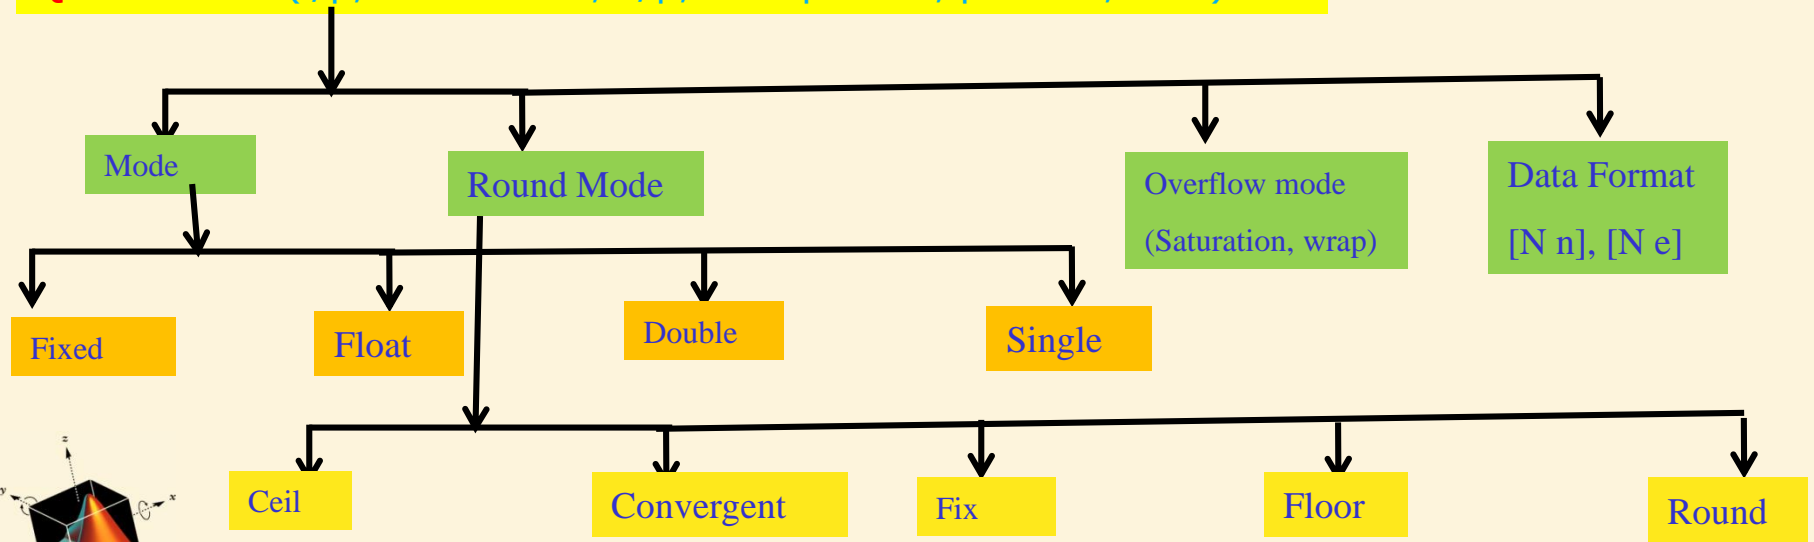 Mode
Round Mode
Overflow mode
(Saturation, wrap)
Data Format
[N n], [N e]
Fixed
Float
Double
Single
Ceil
Convergent
Fix
Floor
Round
z
y
x